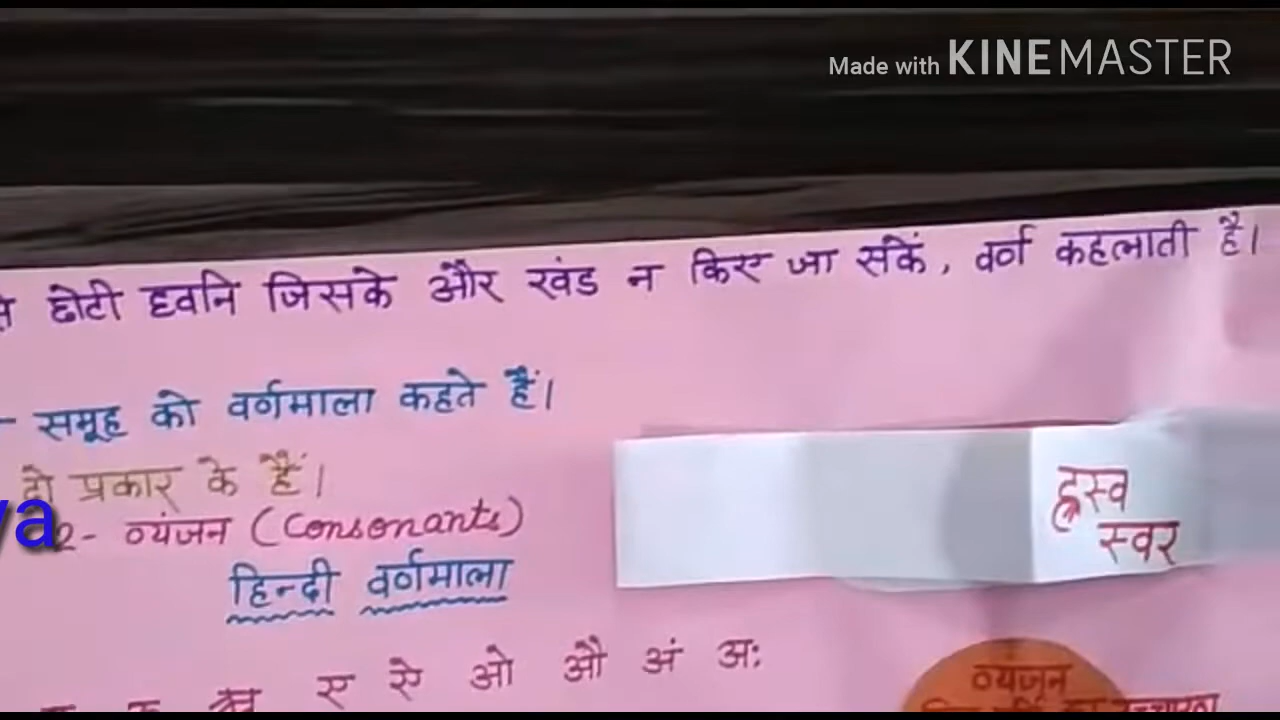 Made with KINEMASTER
छोटी ध्वनि जिसके और खंड न किए जा सकें, वर्ण कहलाती है।
- समूह को वर्णमाला कहते हैं।
दो प्रकार के हैं।
ya
2- व्यंजन (Consonants)
ह्रस्व
स्वर
हिन्दी वर्णमाला
ऋ ए ऐ ओ औ अं अः
व्यंजन